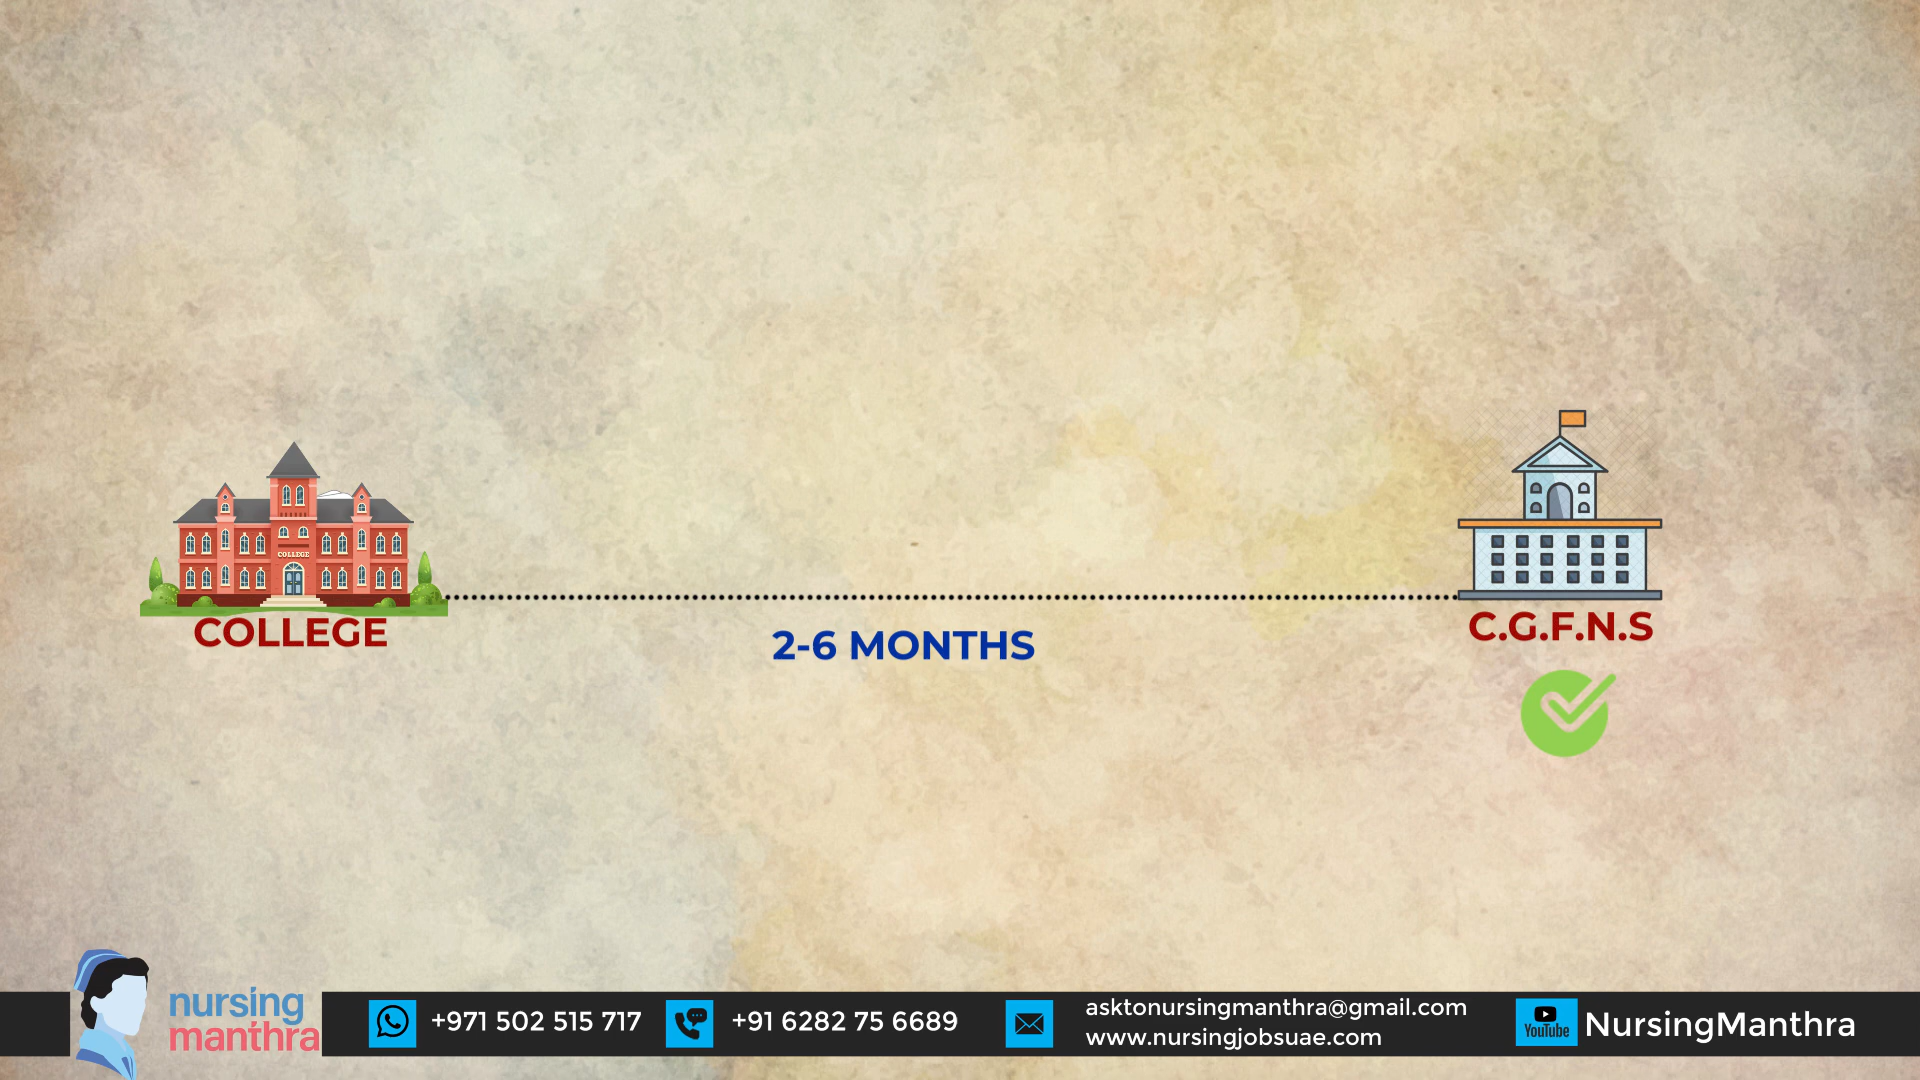 COLLEGE
COLLEGE
2-6 MONTHS
C.G.F.N.S
nursing
manthra
+971 502 515 717
+91 6282 75 6689
asktonursingmanthra@gmail.com
www.nursingjobsuae.com
YouTube
NursingManthra